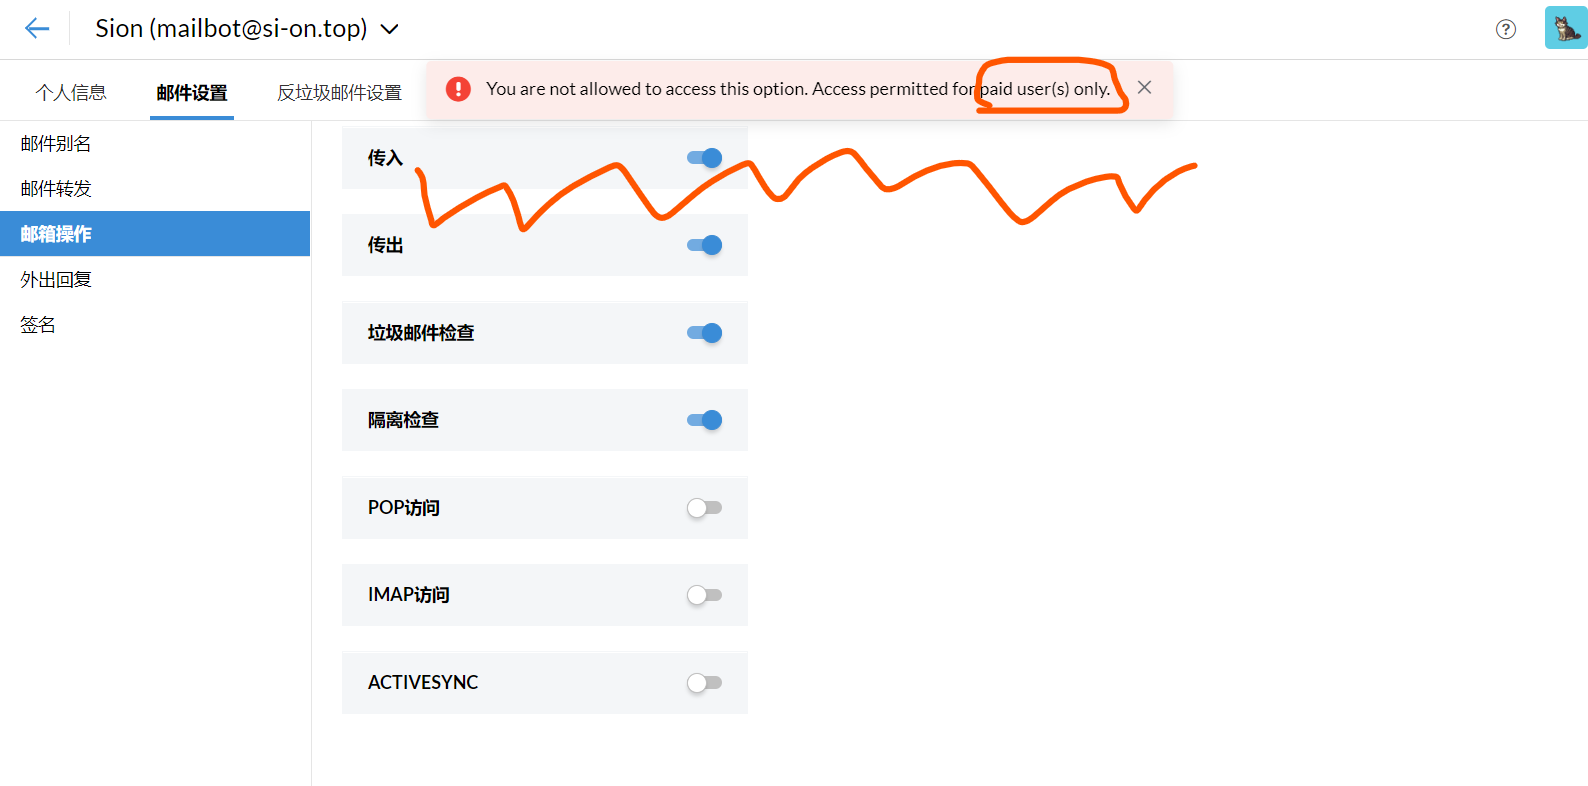 Sion (mailbot@si-on.top)
个人信息 邮件设置 反垃圾邮件设置
You are not allowed to access this option. Access permitted for paid user(s) only.
邮件别名
邮件转发
邮箱操作
外出回复
签名
传入
传出
垃圾邮件检查
隔离检查
POP访问
IMAP访问
ACTIVESYNC